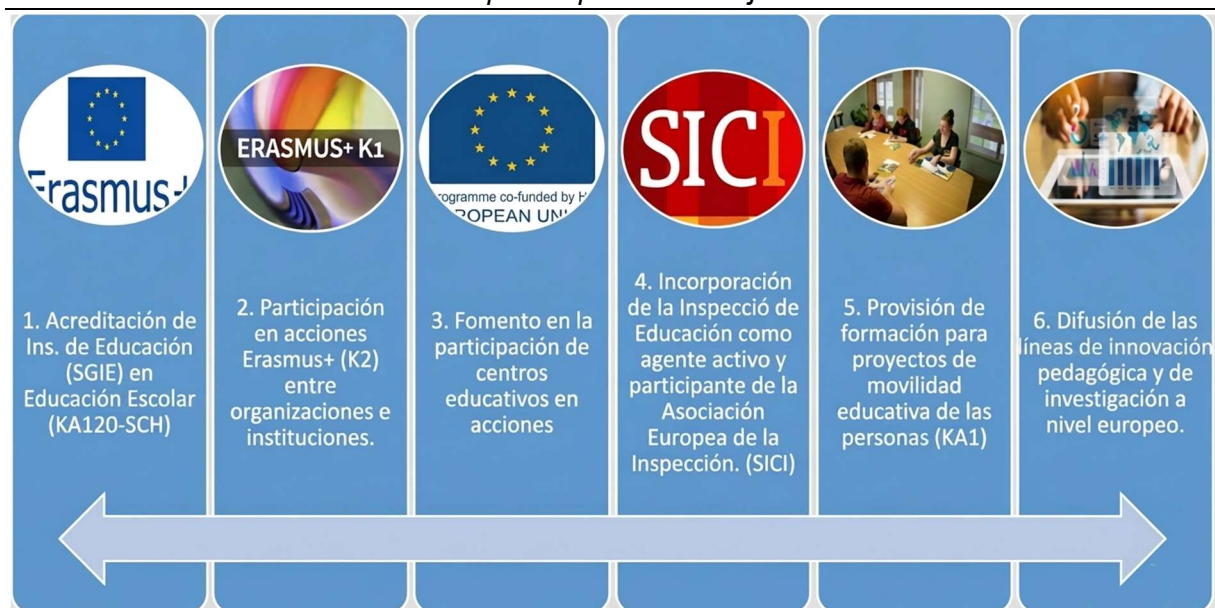 Erasmus+
ERASMUS+ K1
rogramme co-funded by
ROPEAN UNI
SICI
1. Acreditación de
Ins. de Educación
(SGIE) en
Educación Escolar
(KA120-SCH)
2. Participación
en acciones
Erasmus+ (K2)
entre
organizaciones e
instituciones.
3. Fomento en la
participación de
centros
educativos en
acciones
4. Incorporación
de la Inspecció de
Educación como
agente activo y
participante de la
Asociación
Europea de la
Inspección. (SICI)
5. Provisión de
formación para
proyectos de
movilidad
educativa de las
personas (KA1)
6. Difusión de las
líneas de innovación
pedagógica y de
investigación a
nivel europeo.